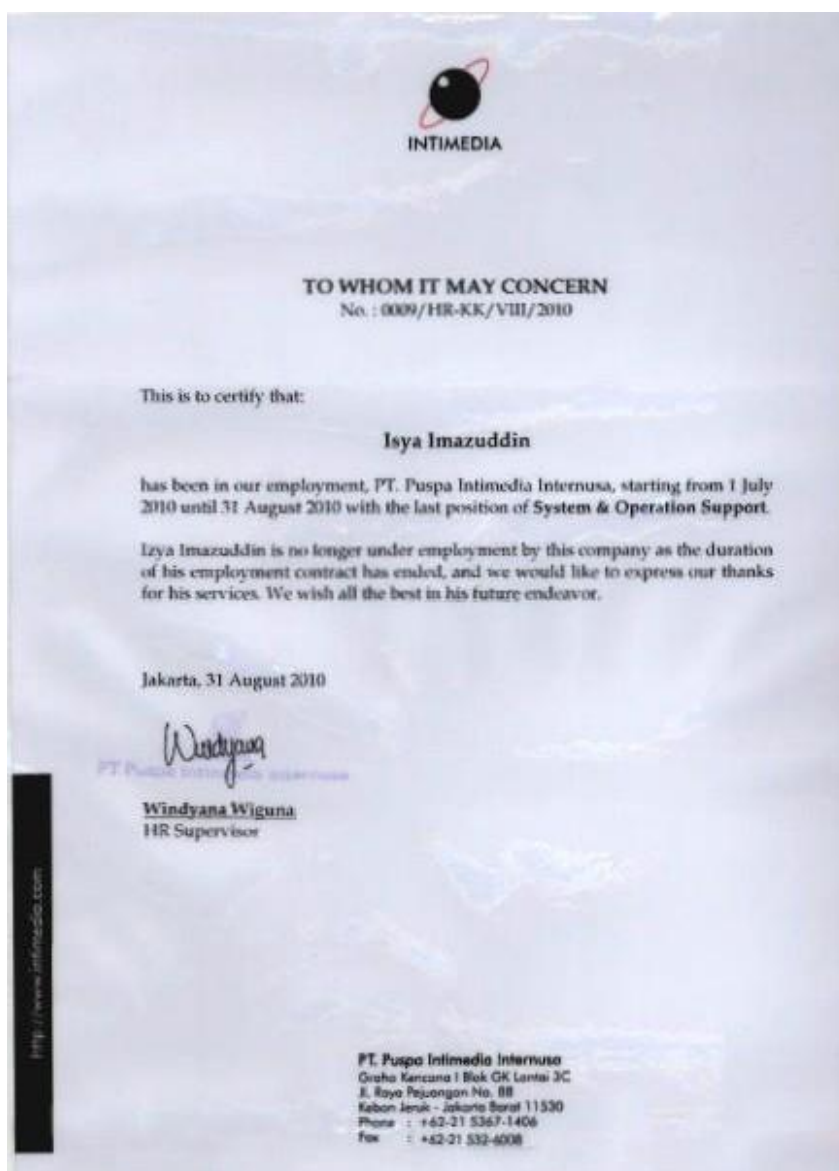 INTIMEDIA
TO WHOM IT MAY CONCERN
No. : 0009/HR-KK/VIII/2010
This is to certify that:
Isya Imazuddin
has been in our employment, PT. Puspa Intimedia Internusa, starting from 1 July
2010 until 31 August 2010 with the last position of System & Operation Support.
Izya Imazuddin is no longer under employment by this company as the duration
of his employment contract has ended, and we would like to express our thanks
for his services. We wish all the best in his future endeavor.
Jakarta, 31 August 2010
PT Puspa Intimedia Internusa
Windyana Wiguna
HR Supervisor
http://www.intimedia.com
PT. Puspa Intimedia Internusa
Graha Kencana I Blok GK Lantai 3C
Jl. Raya Pejuangan No. 88
Kebon Jeruk - Jakarta Barat 11530
Phone : +62-21 5367-1406
Fax : +62-21 532-6008